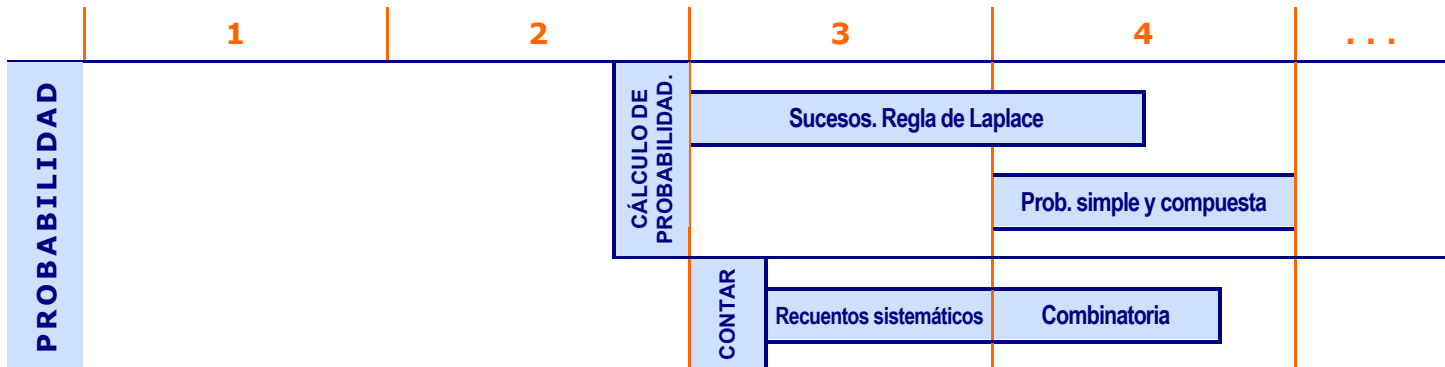 1 2 3 4 . . .
PROBABILIDAD
CÁLCULO DE
PROBABILIDAD.
Sucesos. Regla de Laplace
Prob. simple y compuesta
CONTAR
Recuentos sistemáticos
Combinatoria